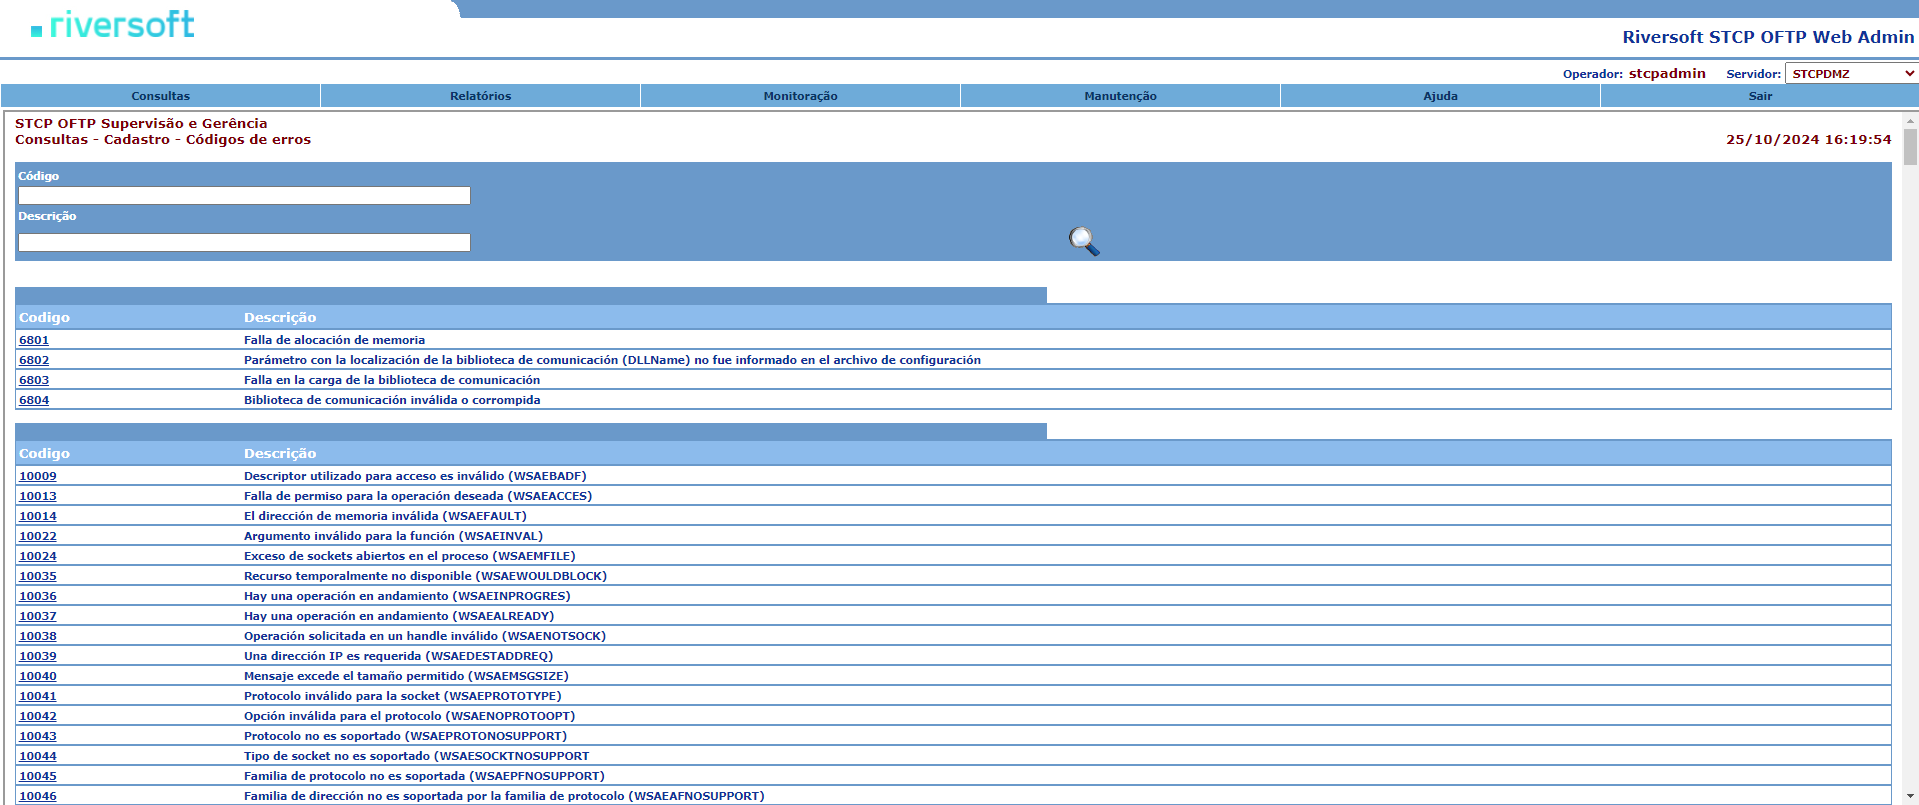 riversoft
Riversoft STCP OFTP Web Admin
Operador: stcpadmin Servidor: STCPDMZ
Consultas Relatórios Monitoração Manutenção Ajuda Sair
STCP OFTP Supervisão e Gerência
Consultas - Cadastro - Códigos de erros 25/10/2024 16:19:54
Código
Descrição
Codigo Descrição
6801 Falla de alocación de memoria
6802 Parámetro con la localización de la biblioteca de comunicación (DLLName) no fue informado en el archivo de configuración
6803 Falla en la carga de la biblioteca de comunicación
6804 Biblioteca de comunicación inválida o corrompida
Codigo Descrição
10009 Descriptor utilizado para acceso es inválido (WSAEBADF)
10013 Falla de permiso para la operación deseada (WSAEACCES)
10014 El dirección de memoria inválida (WSAEFAULT)
10022 Argumento inválido para la función (WSAEINVAL)
10024 Exceso de sockets abiertos en el proceso (WSAEMFILE)
10035 Recurso temporalmente no disponible (WSAEWOULDBLOCK)
10036 Hay una operación en andamiento (WSAEINPROGRES)
10037 Hay una operación en andamiento (WSAEALREADY)
10038 Operación solicitada en un handle inválido (WSAENOTSOCK)
10039 Una dirección IP es requerida (WSAEDESTADDREQ)
10040 Mensaje excede el tamaño permitido (WSAEMSGSIZE)
10041 Protocolo inválido para la socket (WSAEPROTOTYPE)
10042 Opción inválida para el protocolo (WSAENOPROTOOPT)
10043 Protocolo no es soportado (WSAEPROTONOSUPPORT)
10044 Tipo de socket no es soportado (WSAESOCKTNOSUPPORT
10045 Familia de protocolo no es soportada (WSAEPFNOSUPPORT)
10046 Familia de dirección no es soportada por la familia de protocolo (WSAEAFNOSUPPORT)